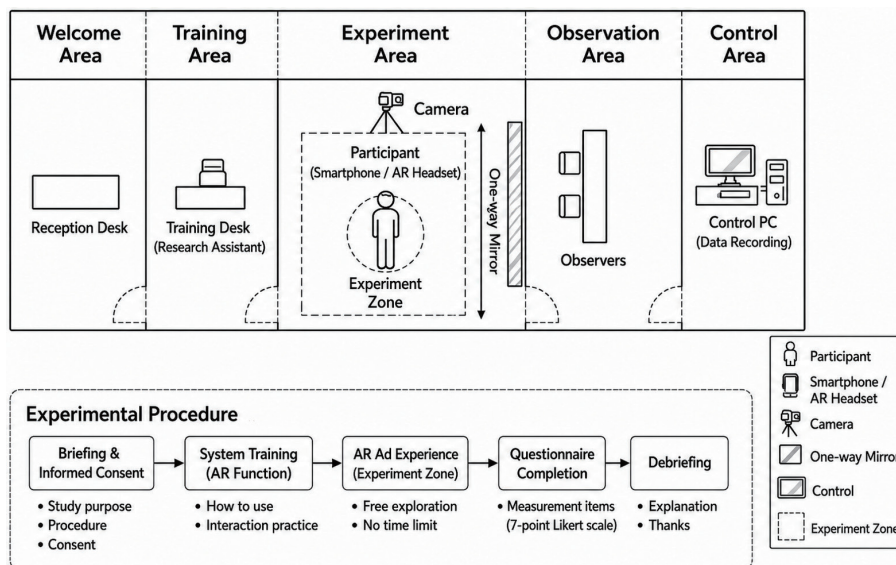 Welcome
Area
Training
Area
Experiment
Area
Observation
Area
Control
Area
Camera
Participant
(Smartphone / AR Headset)
Experiment
Zone
One-way Mirror
Reception Desk
Training Desk
(Research Assistant)
Observers
Control PC
(Data Recording)
Participant
Smartphone /
AR Headset
Camera
One-way Mirror
Control
Experiment Zone
Experimental Procedure
Briefing &
Informed Consent
• Study purpose
• Procedure
• Consent
System Training
(AR Function)
• How to use
• Interaction practice
AR Ad Experience
(Experiment Zone)
• Free exploration
• No time limit
Questionnaire
Completion
• Measurement items
(7-point Likert scale)
Debriefing
• Explanation
• Thanks